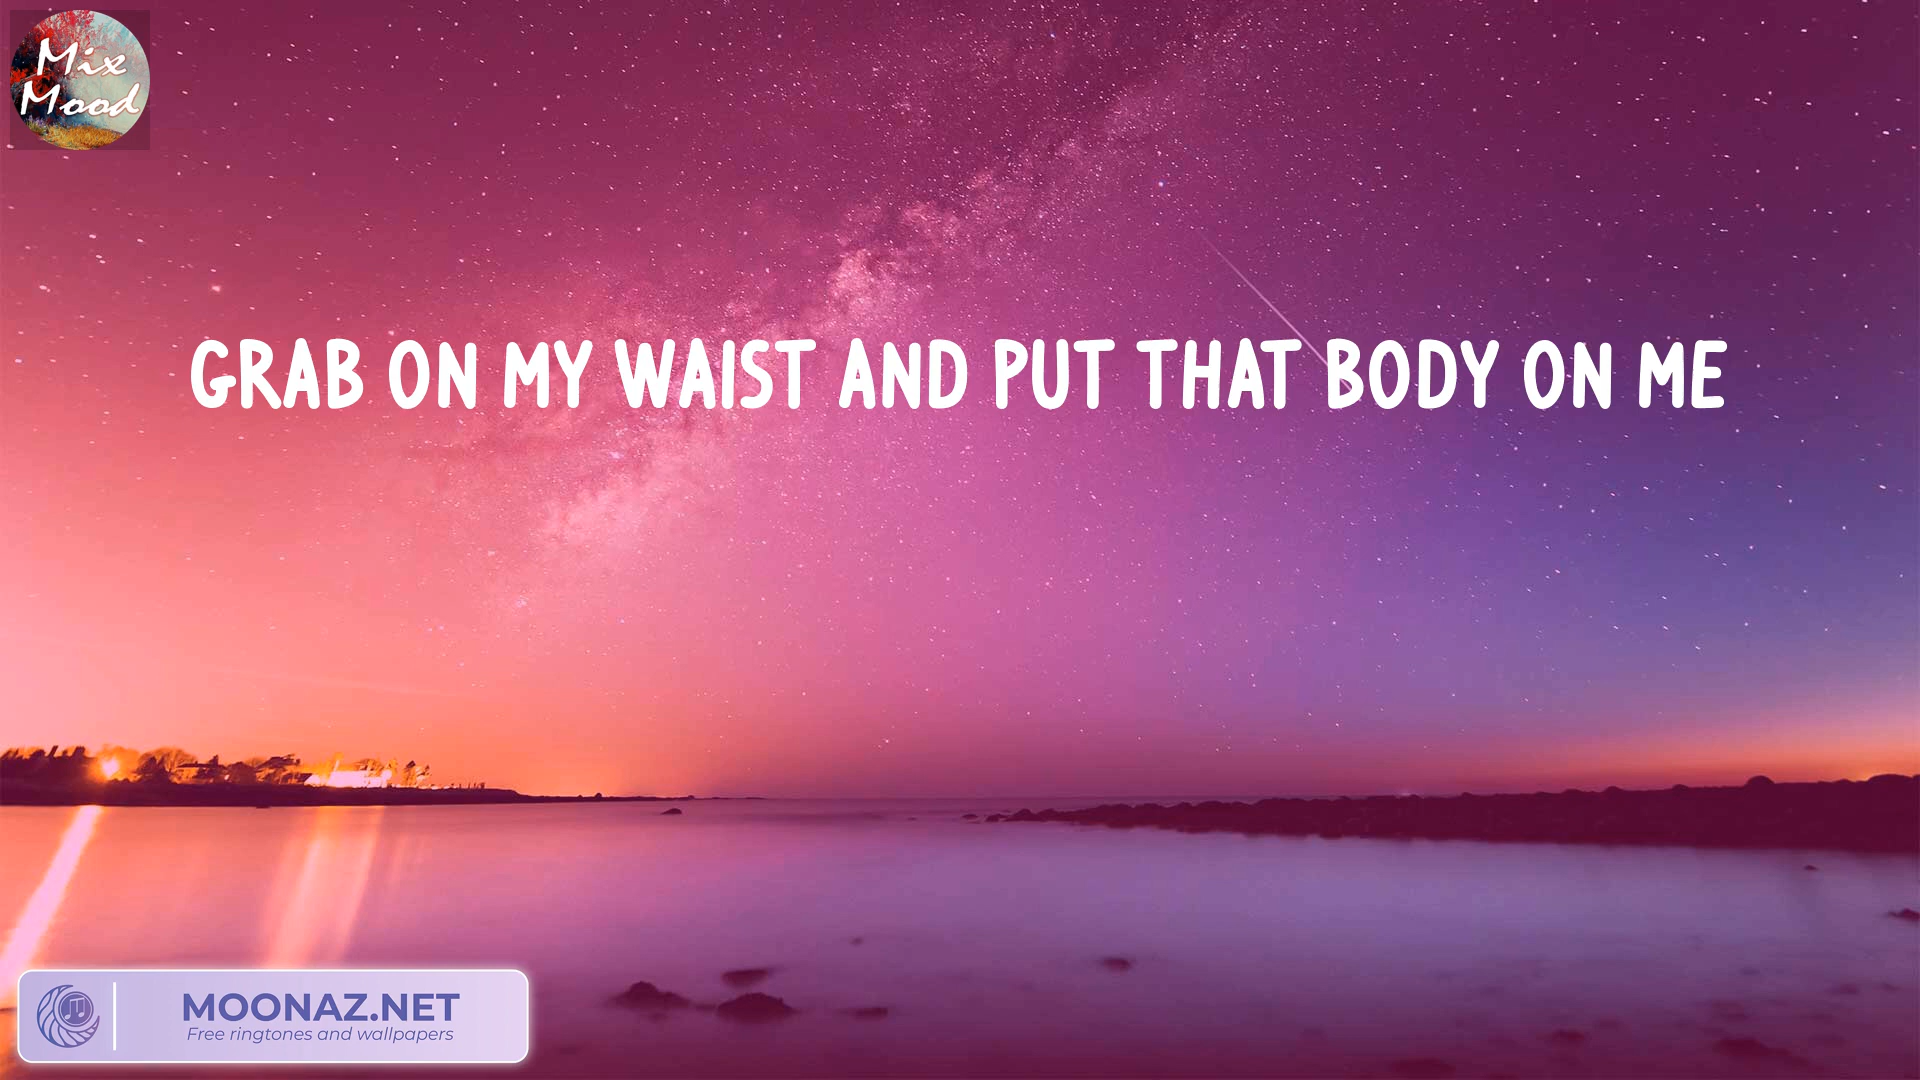 Mix
Mood
GRAB ON MY WAIST AND PUT THAT BODY ON ME
MOONAZ.NET
Free ringtones and wallpapers